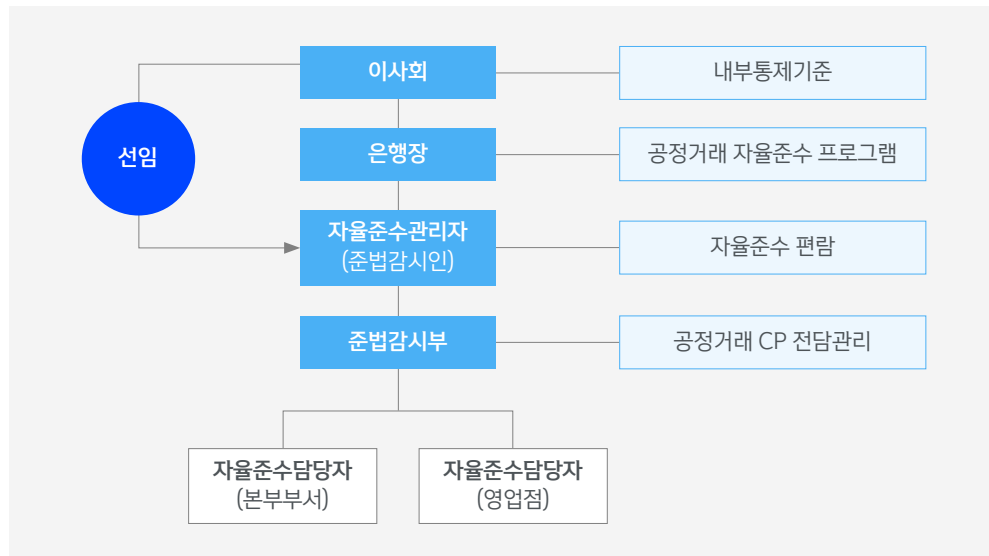 이사회
내부통제기준
선임
은행장
공정거래 자율준수 프로그램
자율준수관리자
(준법감시인)
자율준수 편람
준법감시부
공정거래 CP 전담관리
자율준수담당자
(본부부서)
자율준수담당자
(영업점)